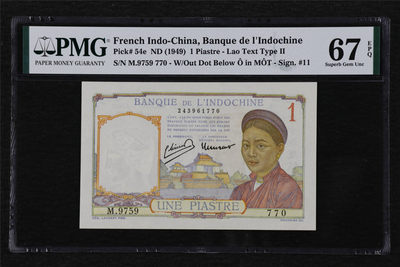 PMG
PAPER MONEY GUARANTY
French Indo-China, Banque de l'Indochine
Pick# 54e ND (1949) 1 Piastre - Lao Text Type II
S/N M.9759 770 - W/Out Dot Below Ô in MÔT - Sign. #11
67 EPQ
Superb Gem Unc
BANQUE DE L'INDOCHINE
243961770
1
M.9759
770
UNE PIASTRE